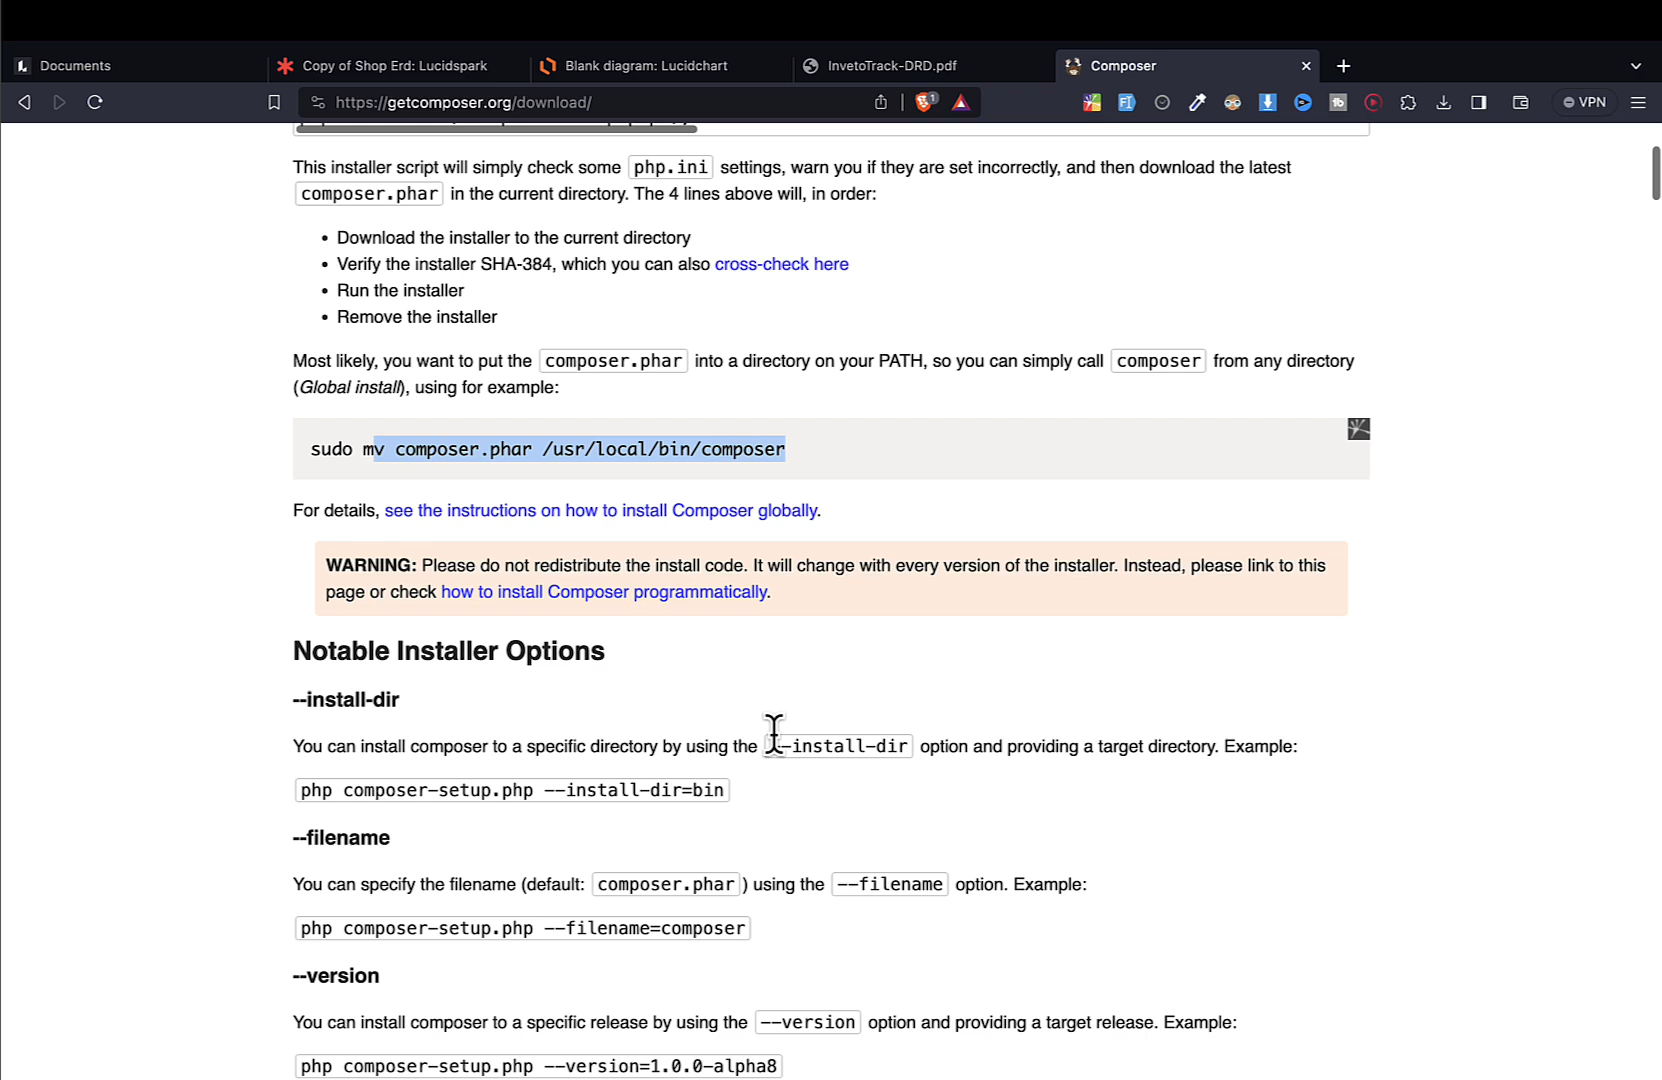 Documents
Copy of Shop Erd: Lucidspark
Blank diagram: Lucidchart
InvetoTrack-DRD.pdf
Composer
https://getcomposer.org/download/
1
VPN
This installer script will simply check some php.ini settings, warn you if they are set incorrectly, and then download the latest
composer.phar in the current directory. The 4 lines above will, in order:
• Download the installer to the current directory
• Verify the installer SHA-384, which you can also cross-check here
• Run the installer
• Remove the installer
Most likely, you want to put the composer.phar into a directory on your PATH, so you can simply call composer from any directory
(Global install), using for example:
sudo mv composer.phar /usr/local/bin/composer
For details, see the instructions on how to install Composer globally.
WARNING: Please do not redistribute the install code. It will change with every version of the installer. Instead, please link to this
page or check how to install Composer programmatically.
Notable Installer Options
--install-dir
You can install composer to a specific directory by using the --install-dir option and providing a target directory. Example:
php composer-setup.php --install-dir=bin
--filename
You can specify the filename (default: composer.phar) using the --filename option. Example:
php composer-setup.php --filename=composer
--version
You can install composer to a specific release by using the --version option and providing a target release. Example:
php composer-setup.php --version=1.0.0-alpha8